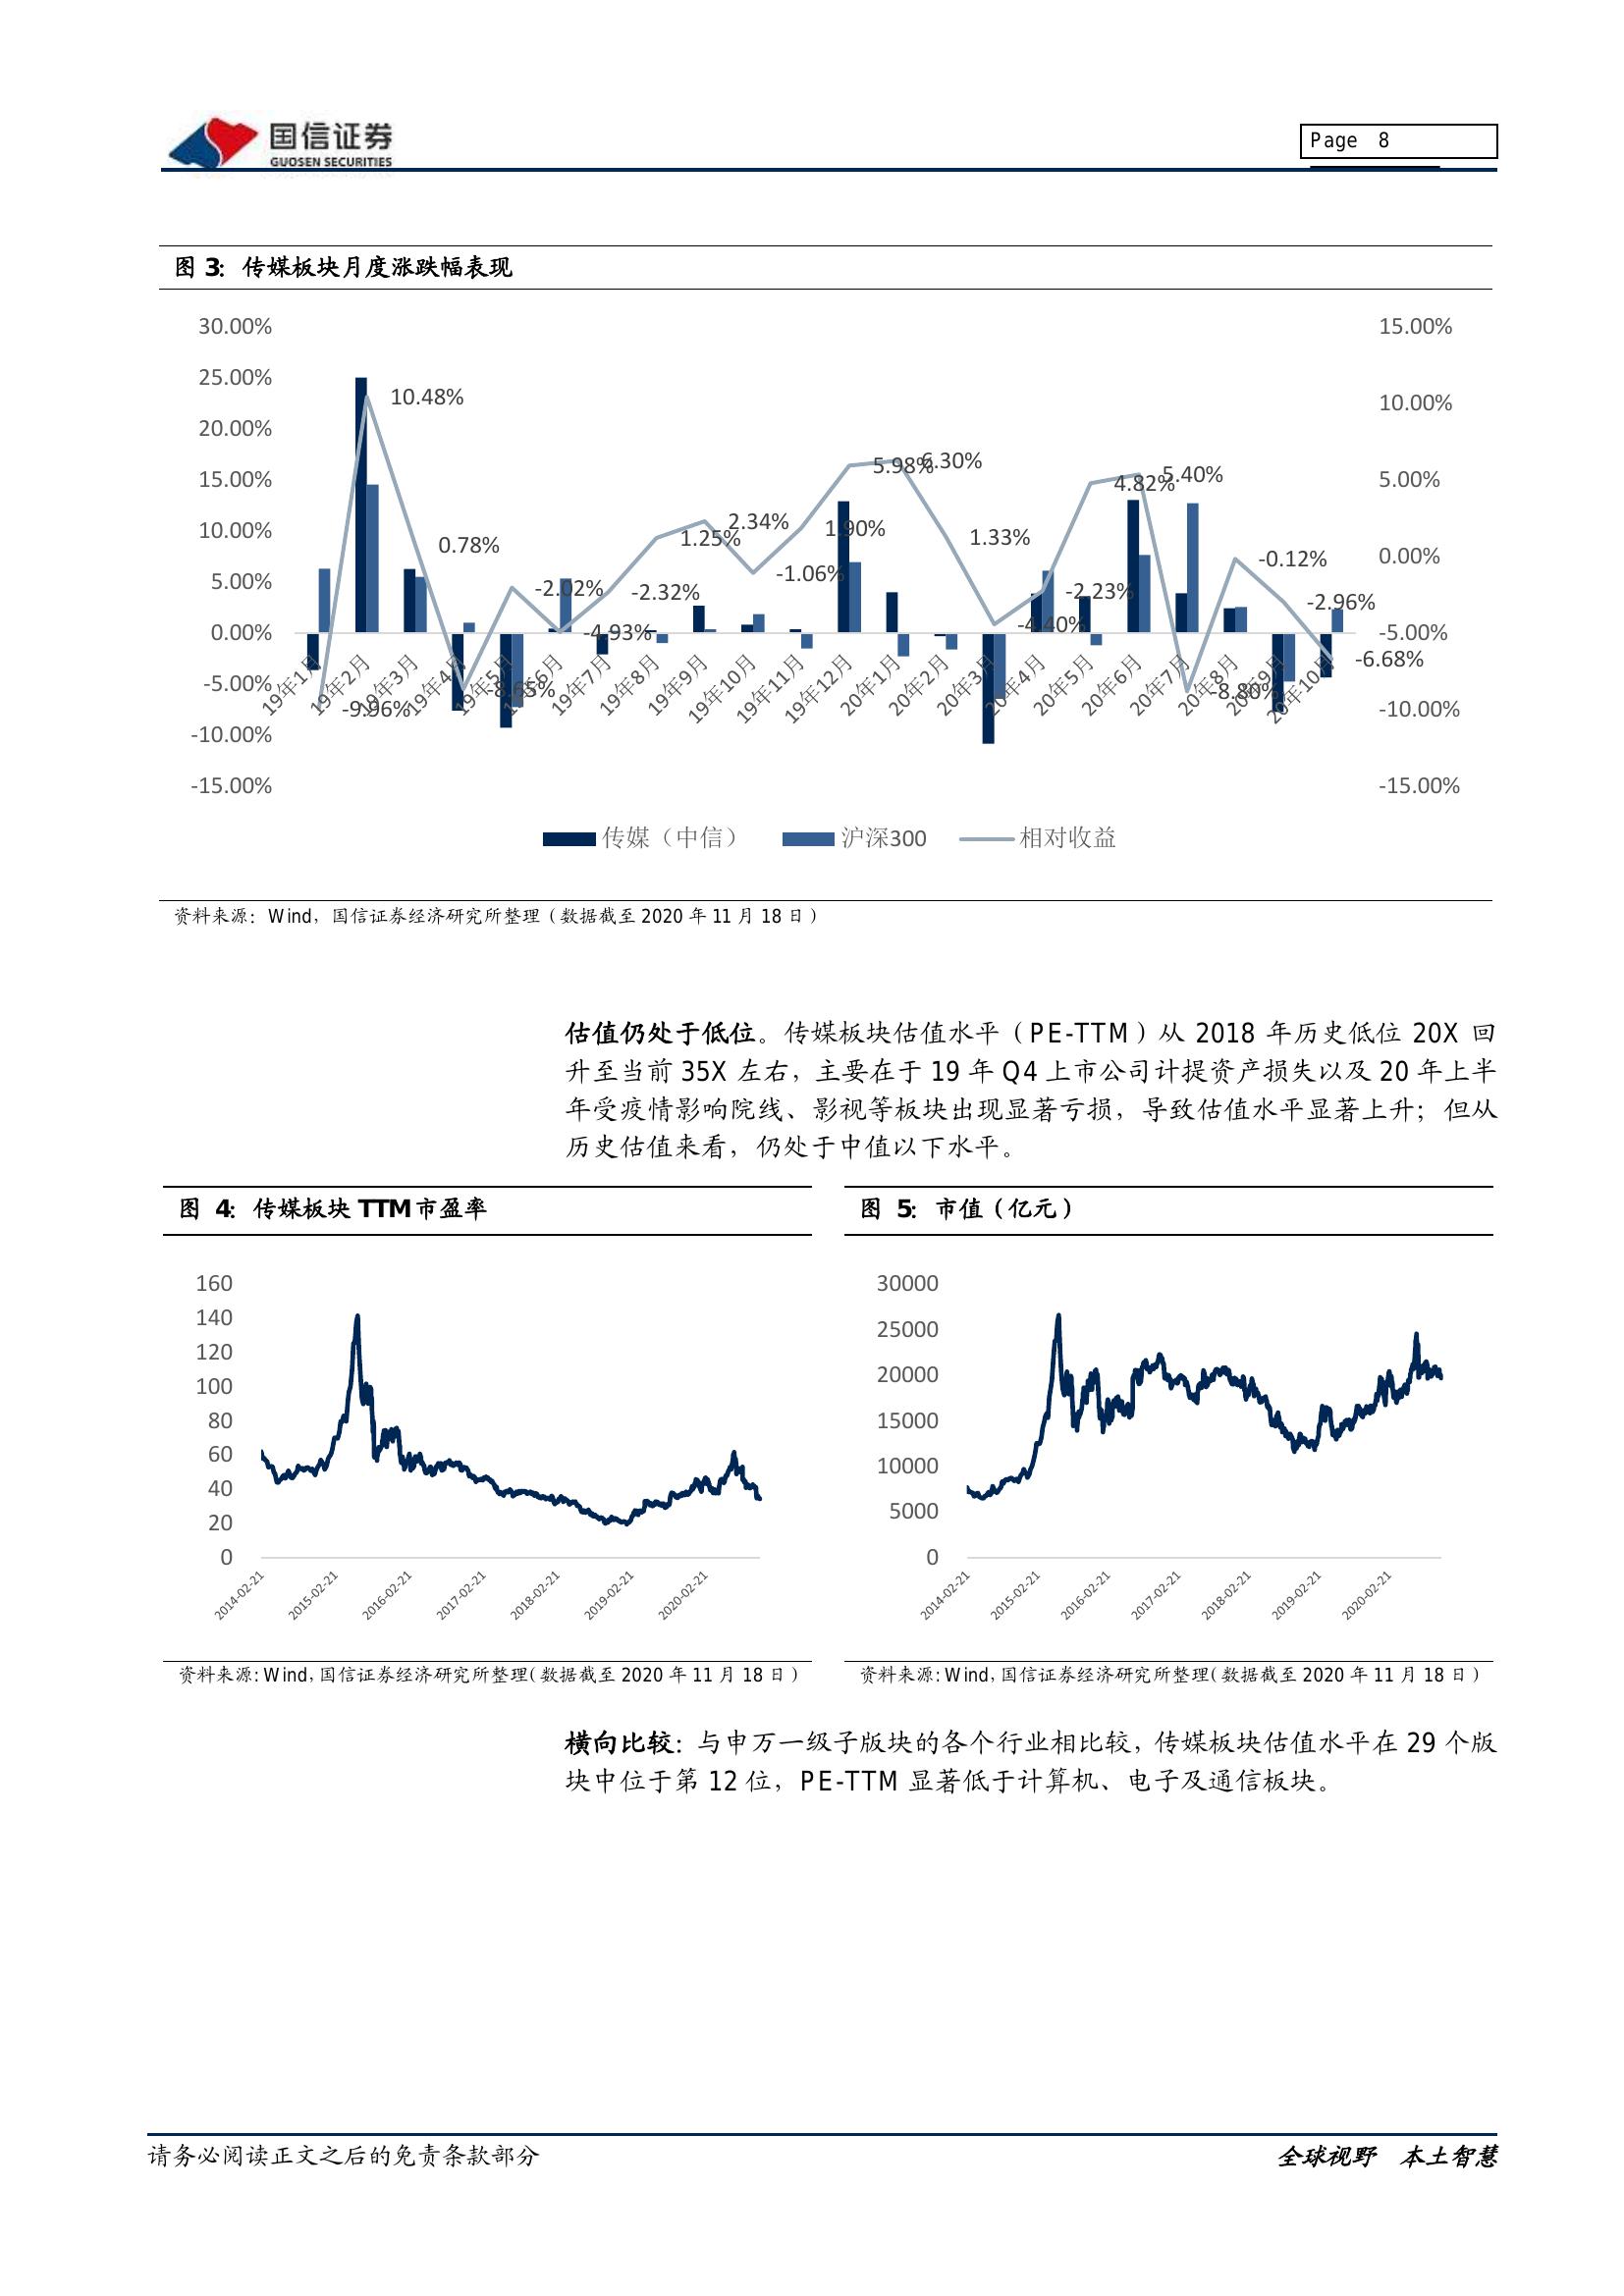 国信证券
GUOSEN SECURITIES
Page 8
图 3: 传媒板块月度涨跌幅表现
30.00%
25.00%
20.00%
15.00%
10.00%
5.00%
0.00%
-5.00%
-10.00%
-15.00%
15.00%
10.00%
5.00%
0.00%
-5.00%
-10.00%
-15.00%
-9.96%
10.48%
0.78%
-8.65%
-2.02%
-4.93%
-2.32%
1.25%
2.34%
-1.06%
1.90%
5.98%
6.30%
1.33%
-4.40%
-2.23%
4.82%
5.40%
-8.80%
-0.12%
-2.96%
-6.68%
19年1月
19年2月
19年3月
19年4月
19年5月
19年6月
19年7月
19年8月
19年9月
19年10月
19年11月
19年12月
20年1月
20年2月
20年3月
20年4月
20年5月
20年6月
20年7月
20年8月
20年9月
20年10月
传媒（中信） 沪深300 相对收益
资料来源：Wind，国信证券经济研究所整理（数据截至 2020 年 11 月 18 日）
估值仍处于低位。传媒板块估值水平（PE-TTM）从 2018 年历史低位 20X 回
升至当前 35X 左右，主要在于 19 年 Q4 上市公司计提资产损失以及 20 年上半
年受疫情影响院线、影视等板块出现显著亏损，导致估值水平显著上升；但从
历史估值来看，仍处于中值以下水平。
图 4: 传媒板块 TTM 市盈率
160
140
120
100
80
60
40
20
0
2014-02-21
2015-02-21
2016-02-21
2017-02-21
2018-02-21
2019-02-21
2020-02-21
资料来源: Wind, 国信证券经济研究所整理(数据截至 2020 年 11 月 18 日)
图 5: 市值（亿元）
30000
25000
20000
15000
10000
5000
0
2014-02-21
2015-02-21
2016-02-21
2017-02-21
2018-02-21
2019-02-21
2020-02-21
资料来源: Wind, 国信证券经济研究所整理(数据截至 2020 年 11 月 18 日)
横向比较：与申万一级子版块的各个行业相比较，传媒板块估值水平在 29 个版
块中位于第 12 位，PE-TTM 显著低于计算机、电子及通信板块。
请务必阅读正文之后的免责条款部分
全球视野 本土智慧